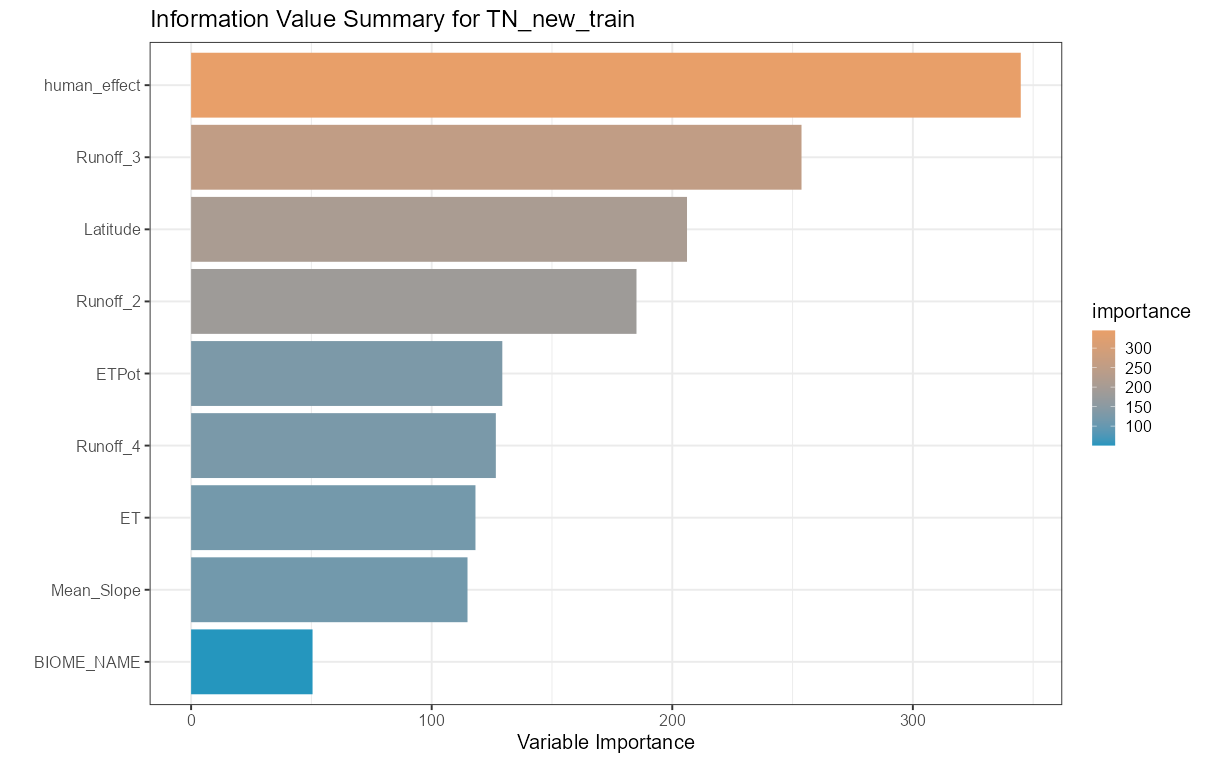 Information Value Summary for TN_new_train
human_effect
Runoff_3
Latitude
Runoff_2
ETPot
Runoff_4
ET
Mean_Slope
BIOME_NAME
0 100 200 300
Variable Importance
importance
300
250
200
150
100